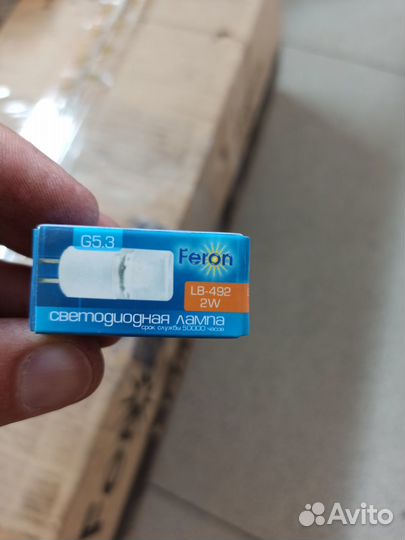 G5.3
Feron
LB-492
2W
светодиодная лампа
срок службы 50000 часов
Avito